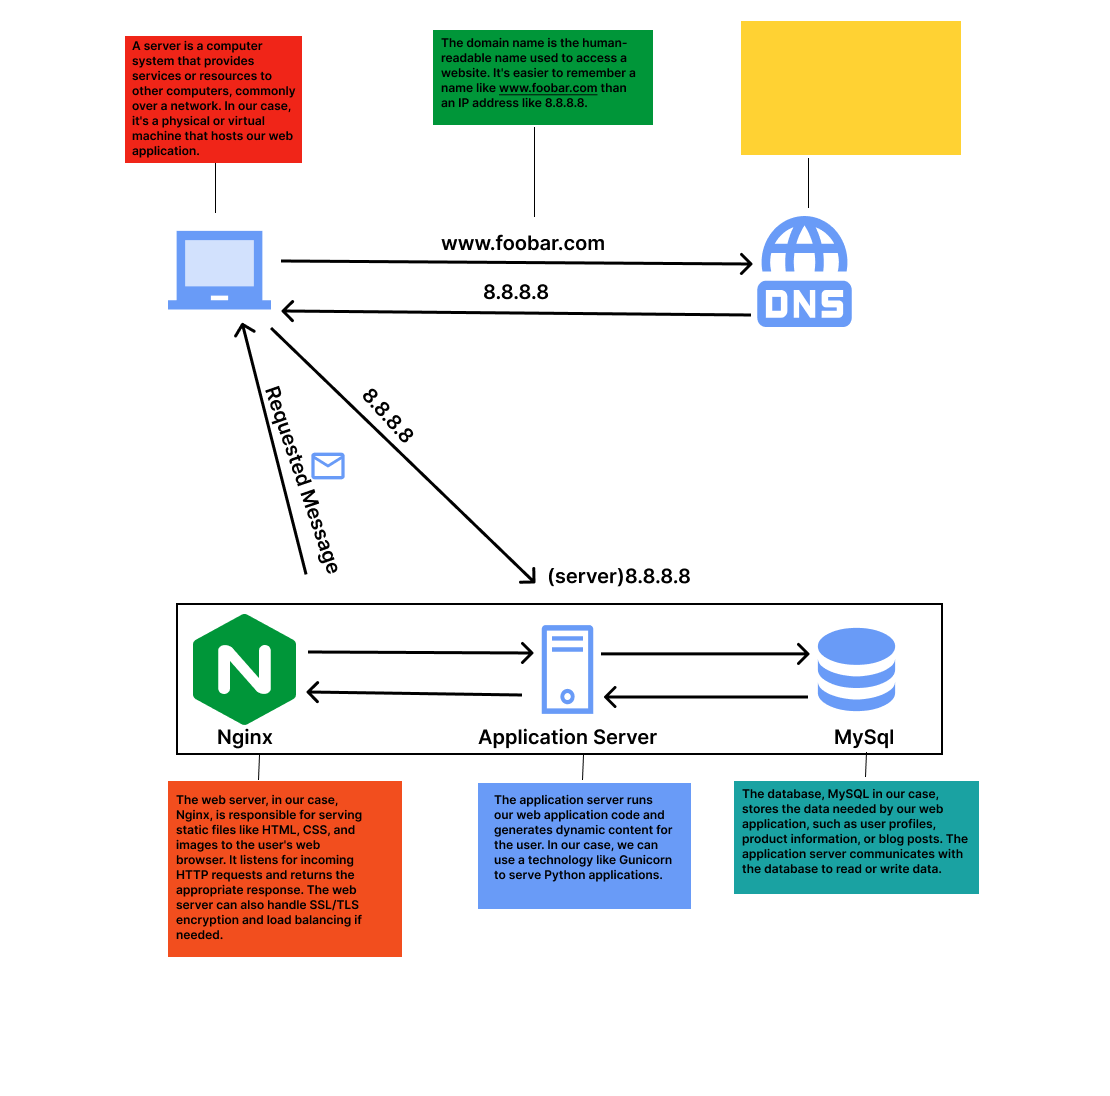 A server is a computer
system that provides
services or resources to
other computers, commonly
over a network. In our case,
it's a physical or virtual
machine that hosts our web
application.
The domain name is the human-
readable name used to access a
website. It's easier to remember a
name like www.foobar.com than
an IP address like 8.8.8.8.
www.foobar.com
8.8.8.8
DNS
8.8.8.8
Requested Message
(server)8.8.8.8
N
Nginx
Application Server
MySql
The web server, in our case,
Nginx, is responsible for serving
static files like HTML, CSS, and
images to the user's web
browser. It listens for incoming
HTTP requests and returns the
appropriate response. The web
server can also handle SSL/TLS
encryption and load balancing if
needed.
The application server runs
our web application code and
generates dynamic content for
the user. In our case, we can
use a technology like Gunicorn
to serve Python applications.
The database, MySQL in our case,
stores the data needed by our web
application, such as user profiles,
product information, or blog posts. The
application server communicates with
the database to read or write data.